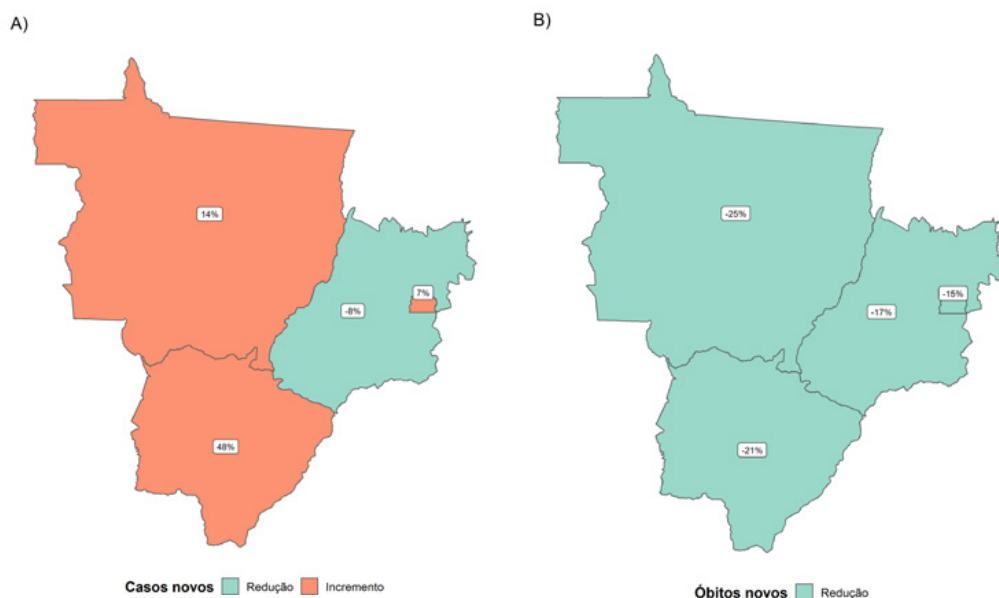 A)
14%
7%
-8%
48%
Casos novos Redução Incremento
B)
-25%
-15%
-17%
-21%
Óbitos novos Redução